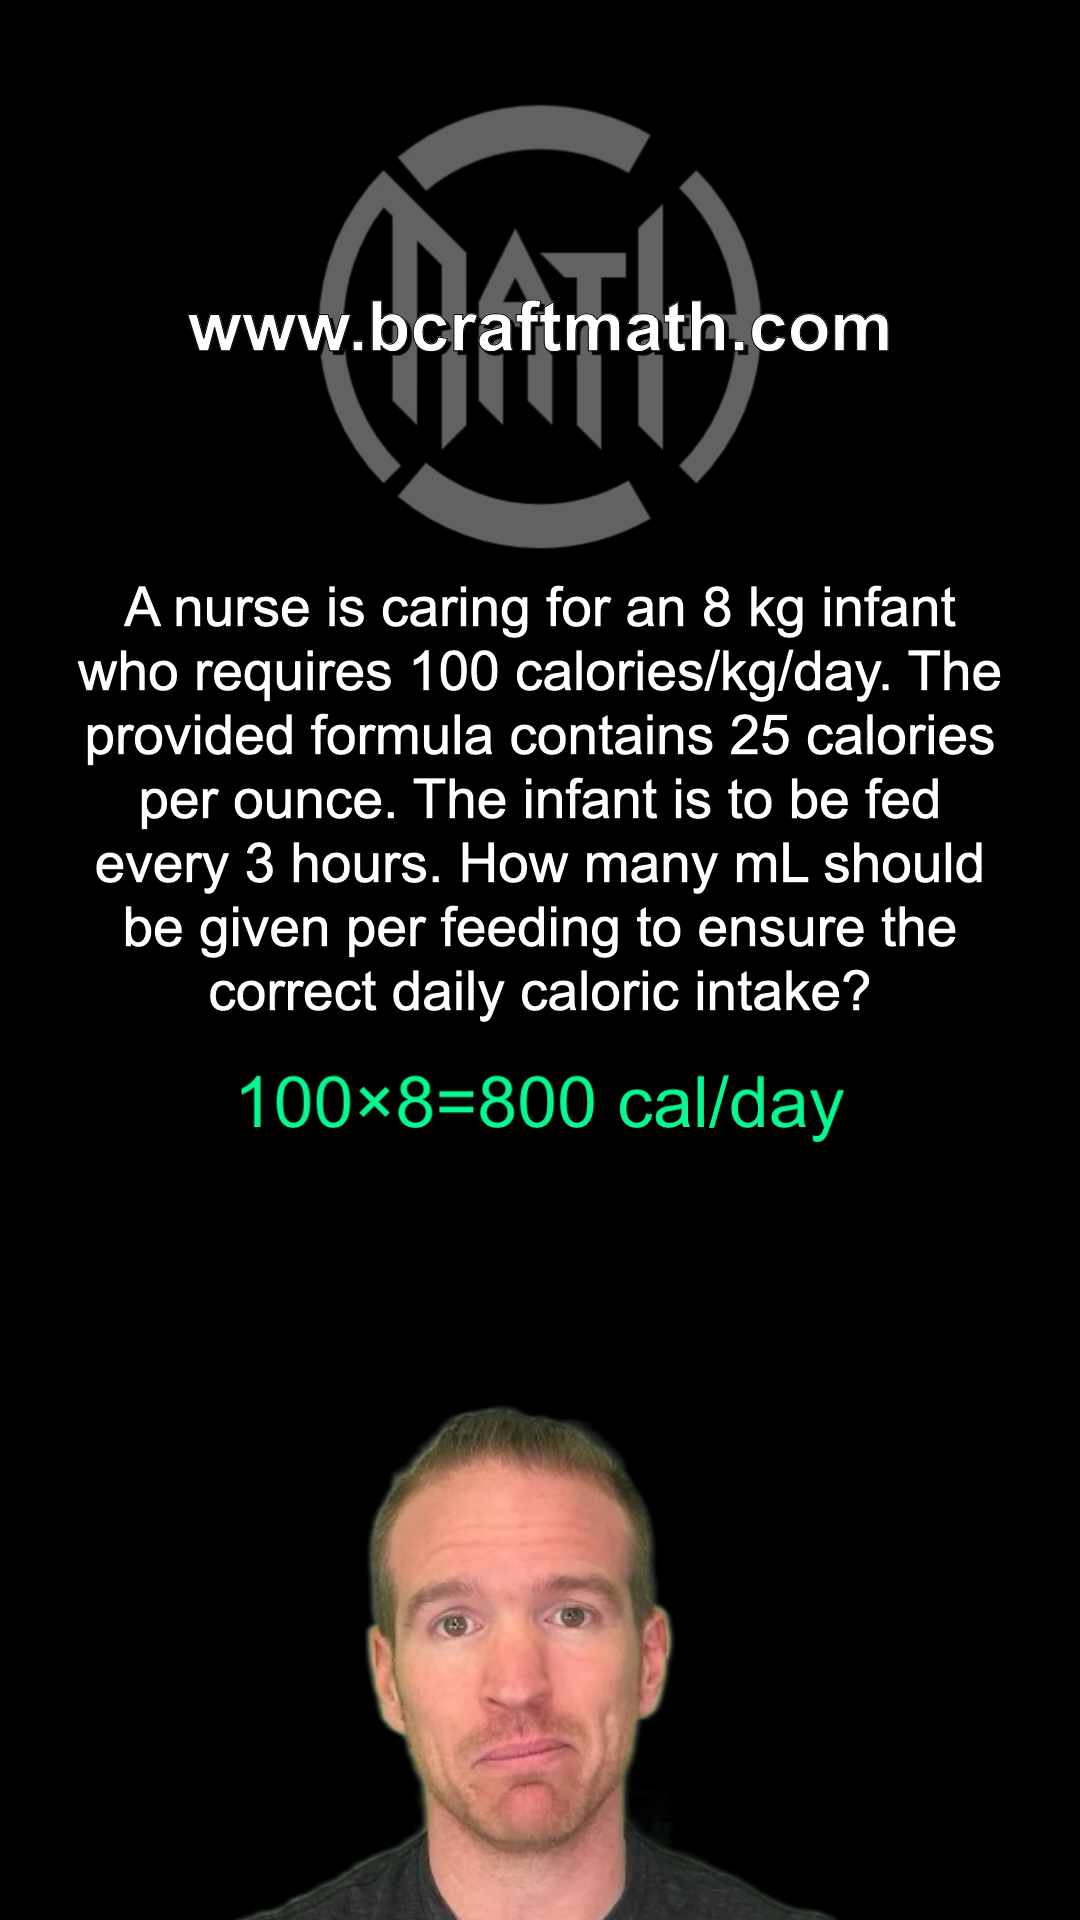 MATH
www.bcraftmath.com
A nurse is caring for an 8 kg infant
who requires 100 calories/kg/day. The
provided formula contains 25 calories
per ounce. The infant is to be fed
every 3 hours. How many mL should
be given per feeding to ensure the
correct daily caloric intake?
100×8=800 cal/day